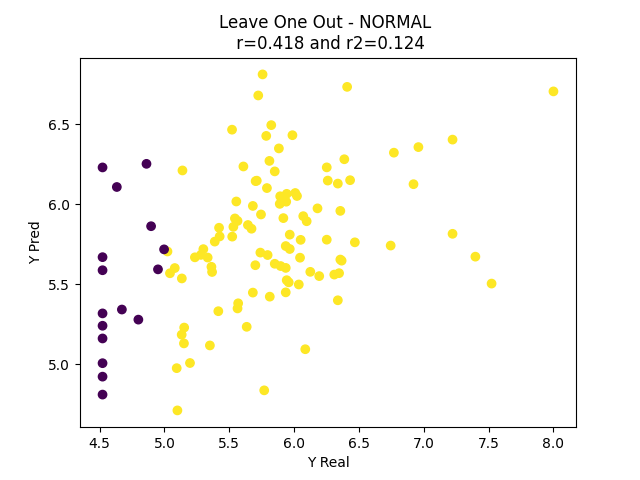 Leave One Out - NORMAL
r=0.418 and r2=0.124
Y Pred
6.5
6.0
5.5
5.0
4.5 5.0 5.5 6.0 6.5 7.0 7.5 8.0
Y Real